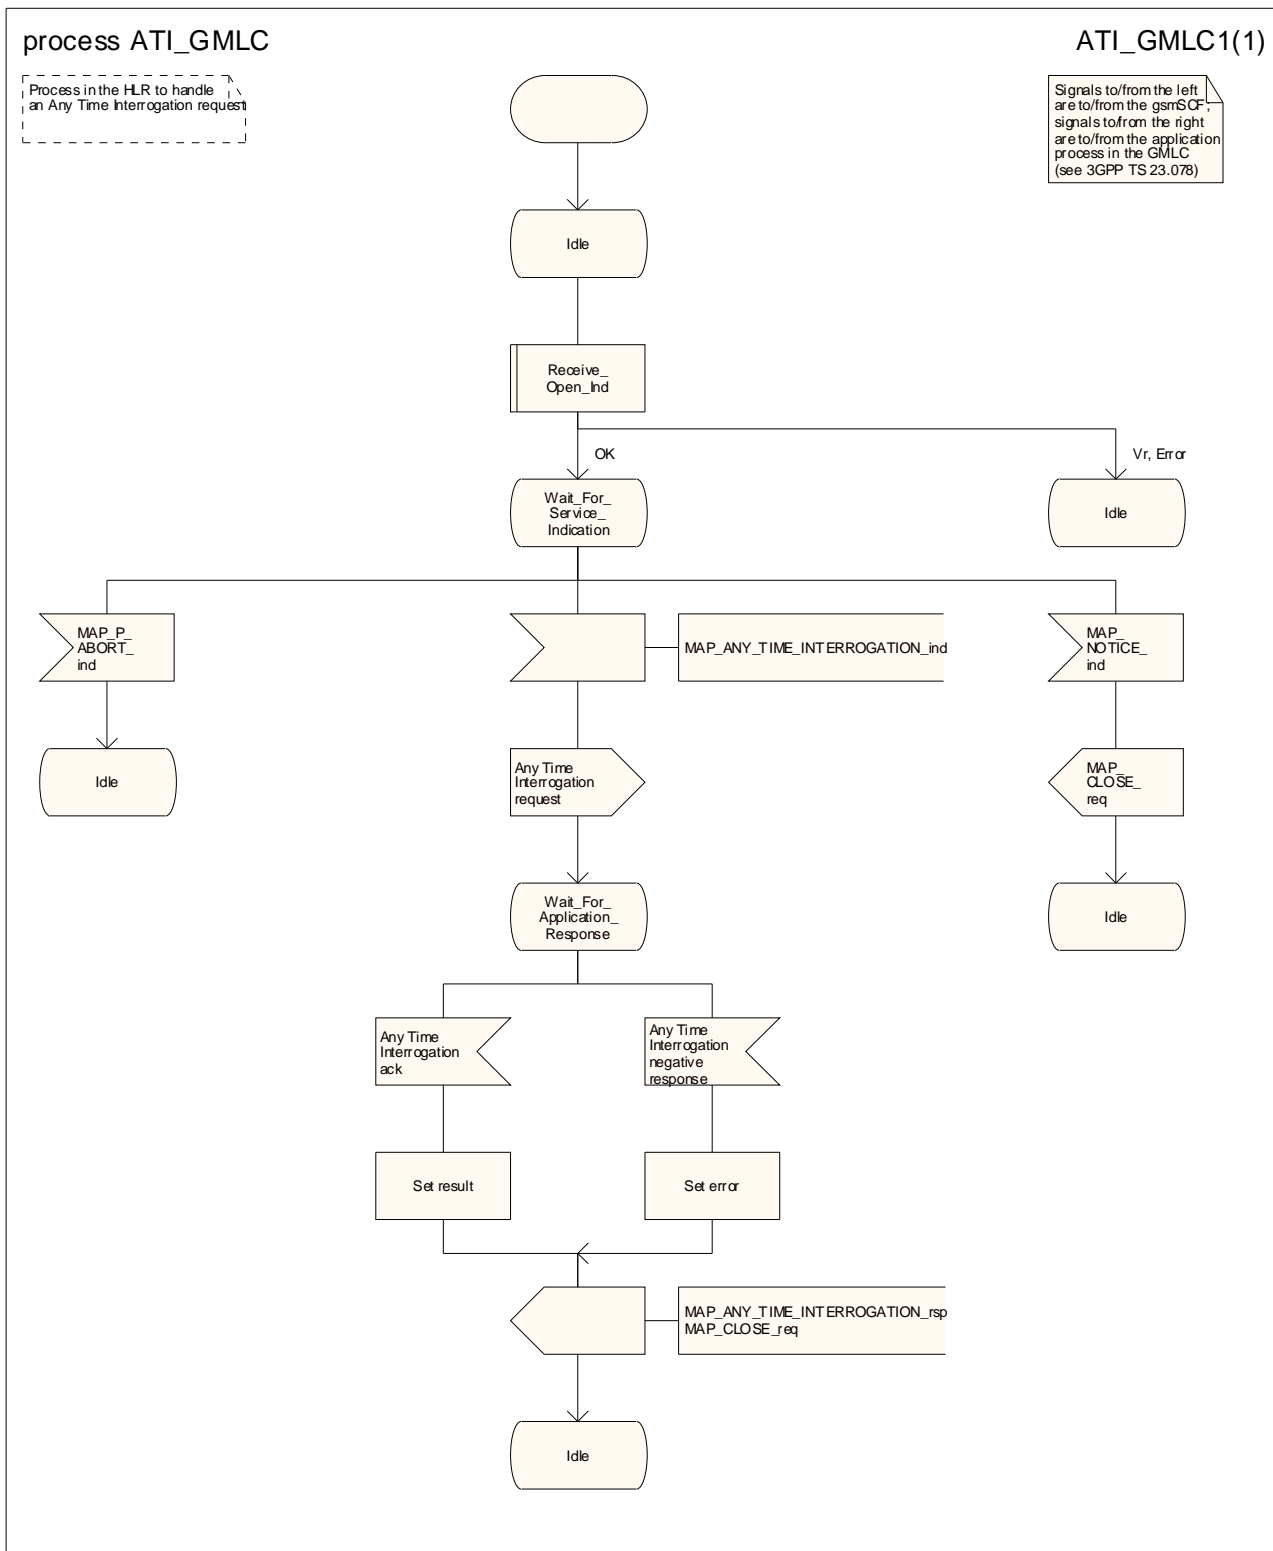 process ATI_GMLC
ATI_GMLC1(1)
Process in the HLR to handle
an Any Time Interrogation request
Signals to/from the left
are to/from the gsmSCF;
signals to/from the right
are to/from the application
process in the GMLC
(see 3GPP TS 23.078)
Idle
Receive_
Open_Ind
OK
Vr, Error
Wait_For_
Service_
Indication
Idle
MAP_P_
ABORT_
ind
MAP_ANY_TIME_INTERROGATION_ind
MAP_
NOTICE_
ind
Idle
Any Time
Interrogation
request
MAP_
CLOSE_
req
Wait_For_
Application_
Response
Idle
Any Time
Interrogation
ack
Any Time
Interrogation
negative
response
Set result
Set error
MAP_ANY_TIME_INTERROGATION_rsp
MAP_CLOSE_req
Idle